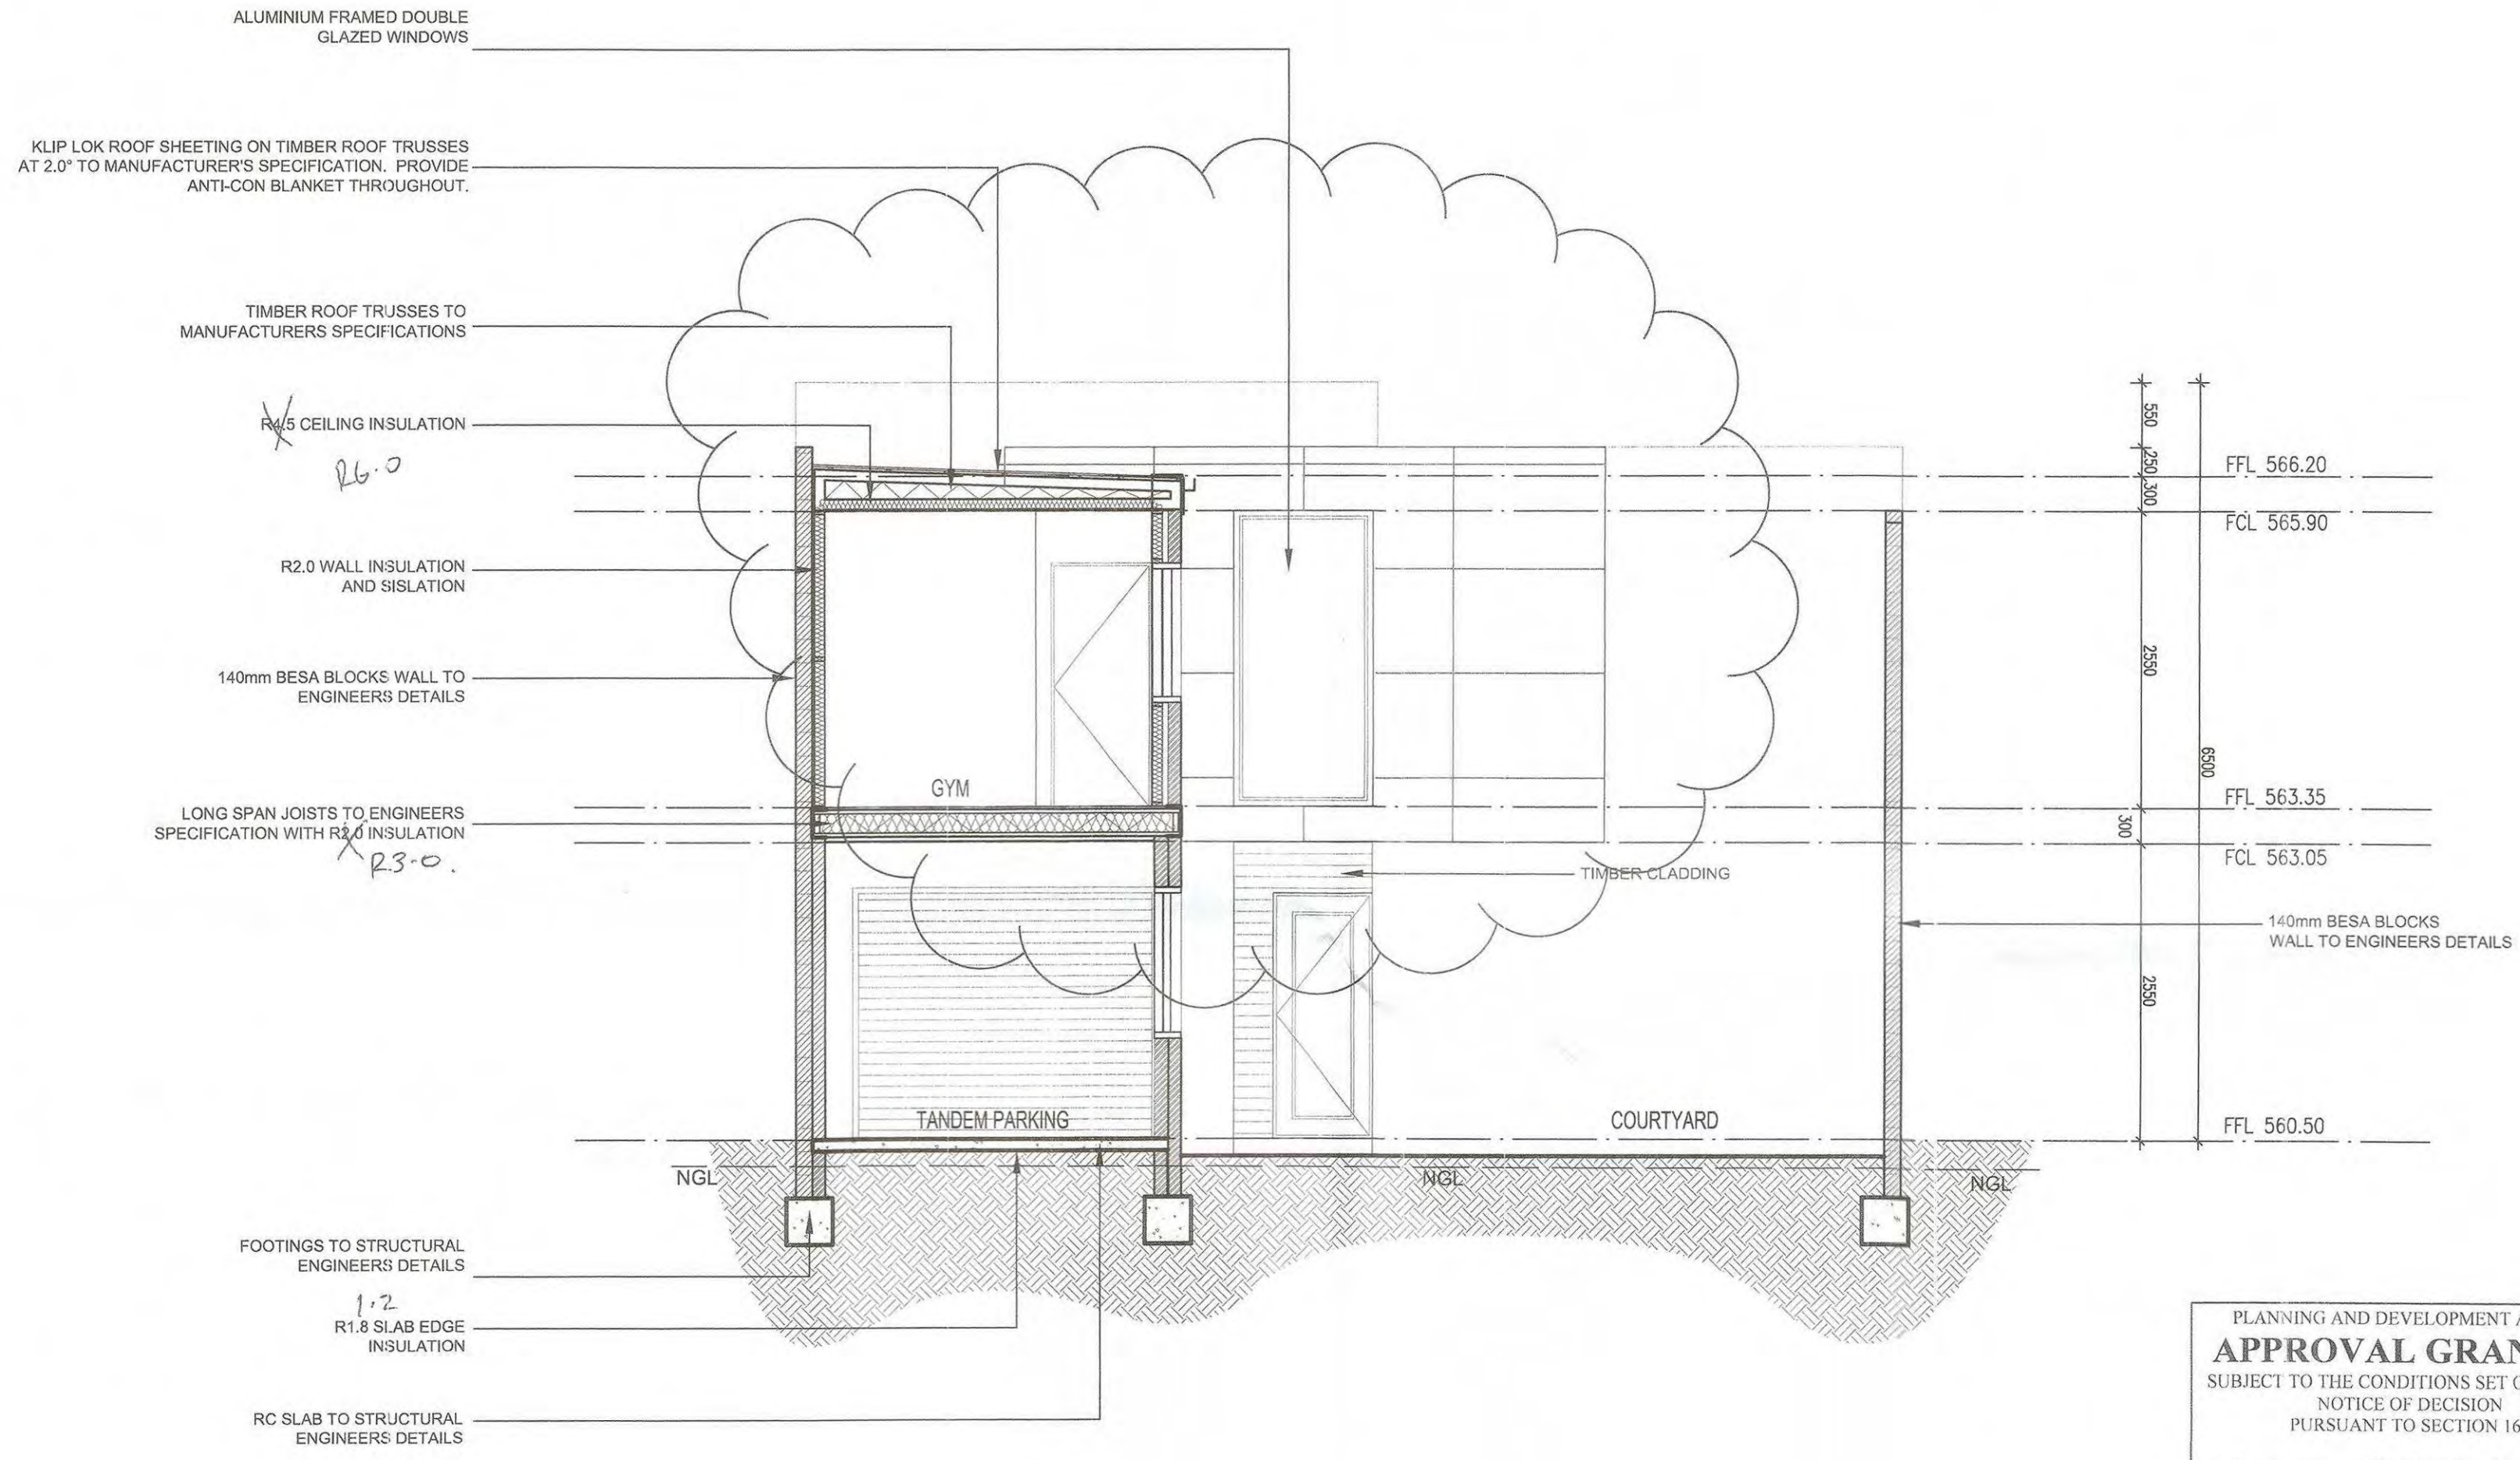 ALUMINIUM FRAMED DOUBLE
GLAZED WINDOWS
KLIP LOK ROOF SHEETING ON TIMBER ROOF TRUSSES
AT 2.0° TO MANUFACTURER'S SPECIFICATION. PROVIDE
ANTI-CON BLANKET THROUGHOUT.
TIMBER ROOF TRUSSES TO
MANUFACTURERS SPECIFICATIONS
R4.5 CEILING INSULATION
R6.0
R2.0 WALL INSULATION
AND SISLATION
140mm BESA BLOCKS WALL TO
ENGINEERS DETAILS
LONG SPAN JOISTS TO ENGINEERS
SPECIFICATION WITH R2.0 INSULATION
R3.0.
FOOTINGS TO STRUCTURAL
ENGINEERS DETAILS
1.2
R1.8 SLAB EDGE
INSULATION
RC SLAB TO STRUCTURAL
ENGINEERS DETAILS
GYM
TANDEM PARKING
TIMBER CLADDING
COURTYARD
NGL
NGL
NGL
550
250
300
2550
300
2550
6500
FFL 566.20
FCL 565.90
FFL 563.35
FCL 563.05
FFL 560.50
140mm BESA BLOCKS
WALL TO ENGINEERS DETAILS
PLANNING AND DEVELOPMENT
APPROVAL GRAN
SUBJECT TO THE CONDITIONS SET
NOTICE OF DECISION
PURSUANT TO SECTION 16